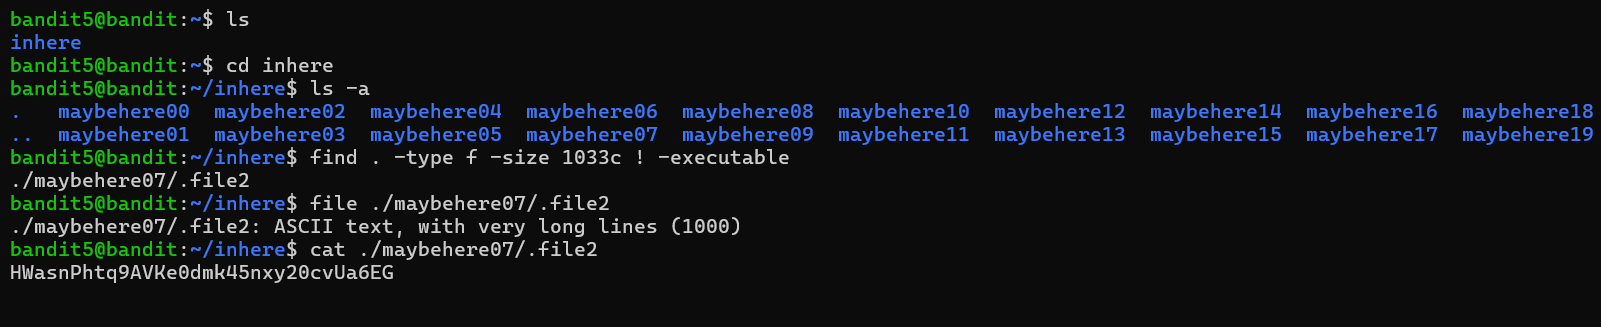 bandit5@bandit:~$ ls
inhere
bandit5@bandit:~$ cd inhere
bandit5@bandit:~/inhere$ ls -a
.   maybehere00  maybehere02  maybehere04  maybehere06  maybehere08  maybehere10  maybehere12  maybehere14  maybehere16  maybehere18
..  maybehere01  maybehere03  maybehere05  maybehere07  maybehere09  maybehere11  maybehere13  maybehere15  maybehere17  maybehere19
bandit5@bandit:~/inhere$ find . -type f -size 1033c ! -executable
./maybehere07/.file2
bandit5@bandit:~/inhere$ file ./maybehere07/.file2
./maybehere07/.file2: ASCII text, with very long lines (1000)
bandit5@bandit:~/inhere$ cat ./maybehere07/.file2
HWasnPhtq9AVKe0dmk45nxy20cvUa6EG